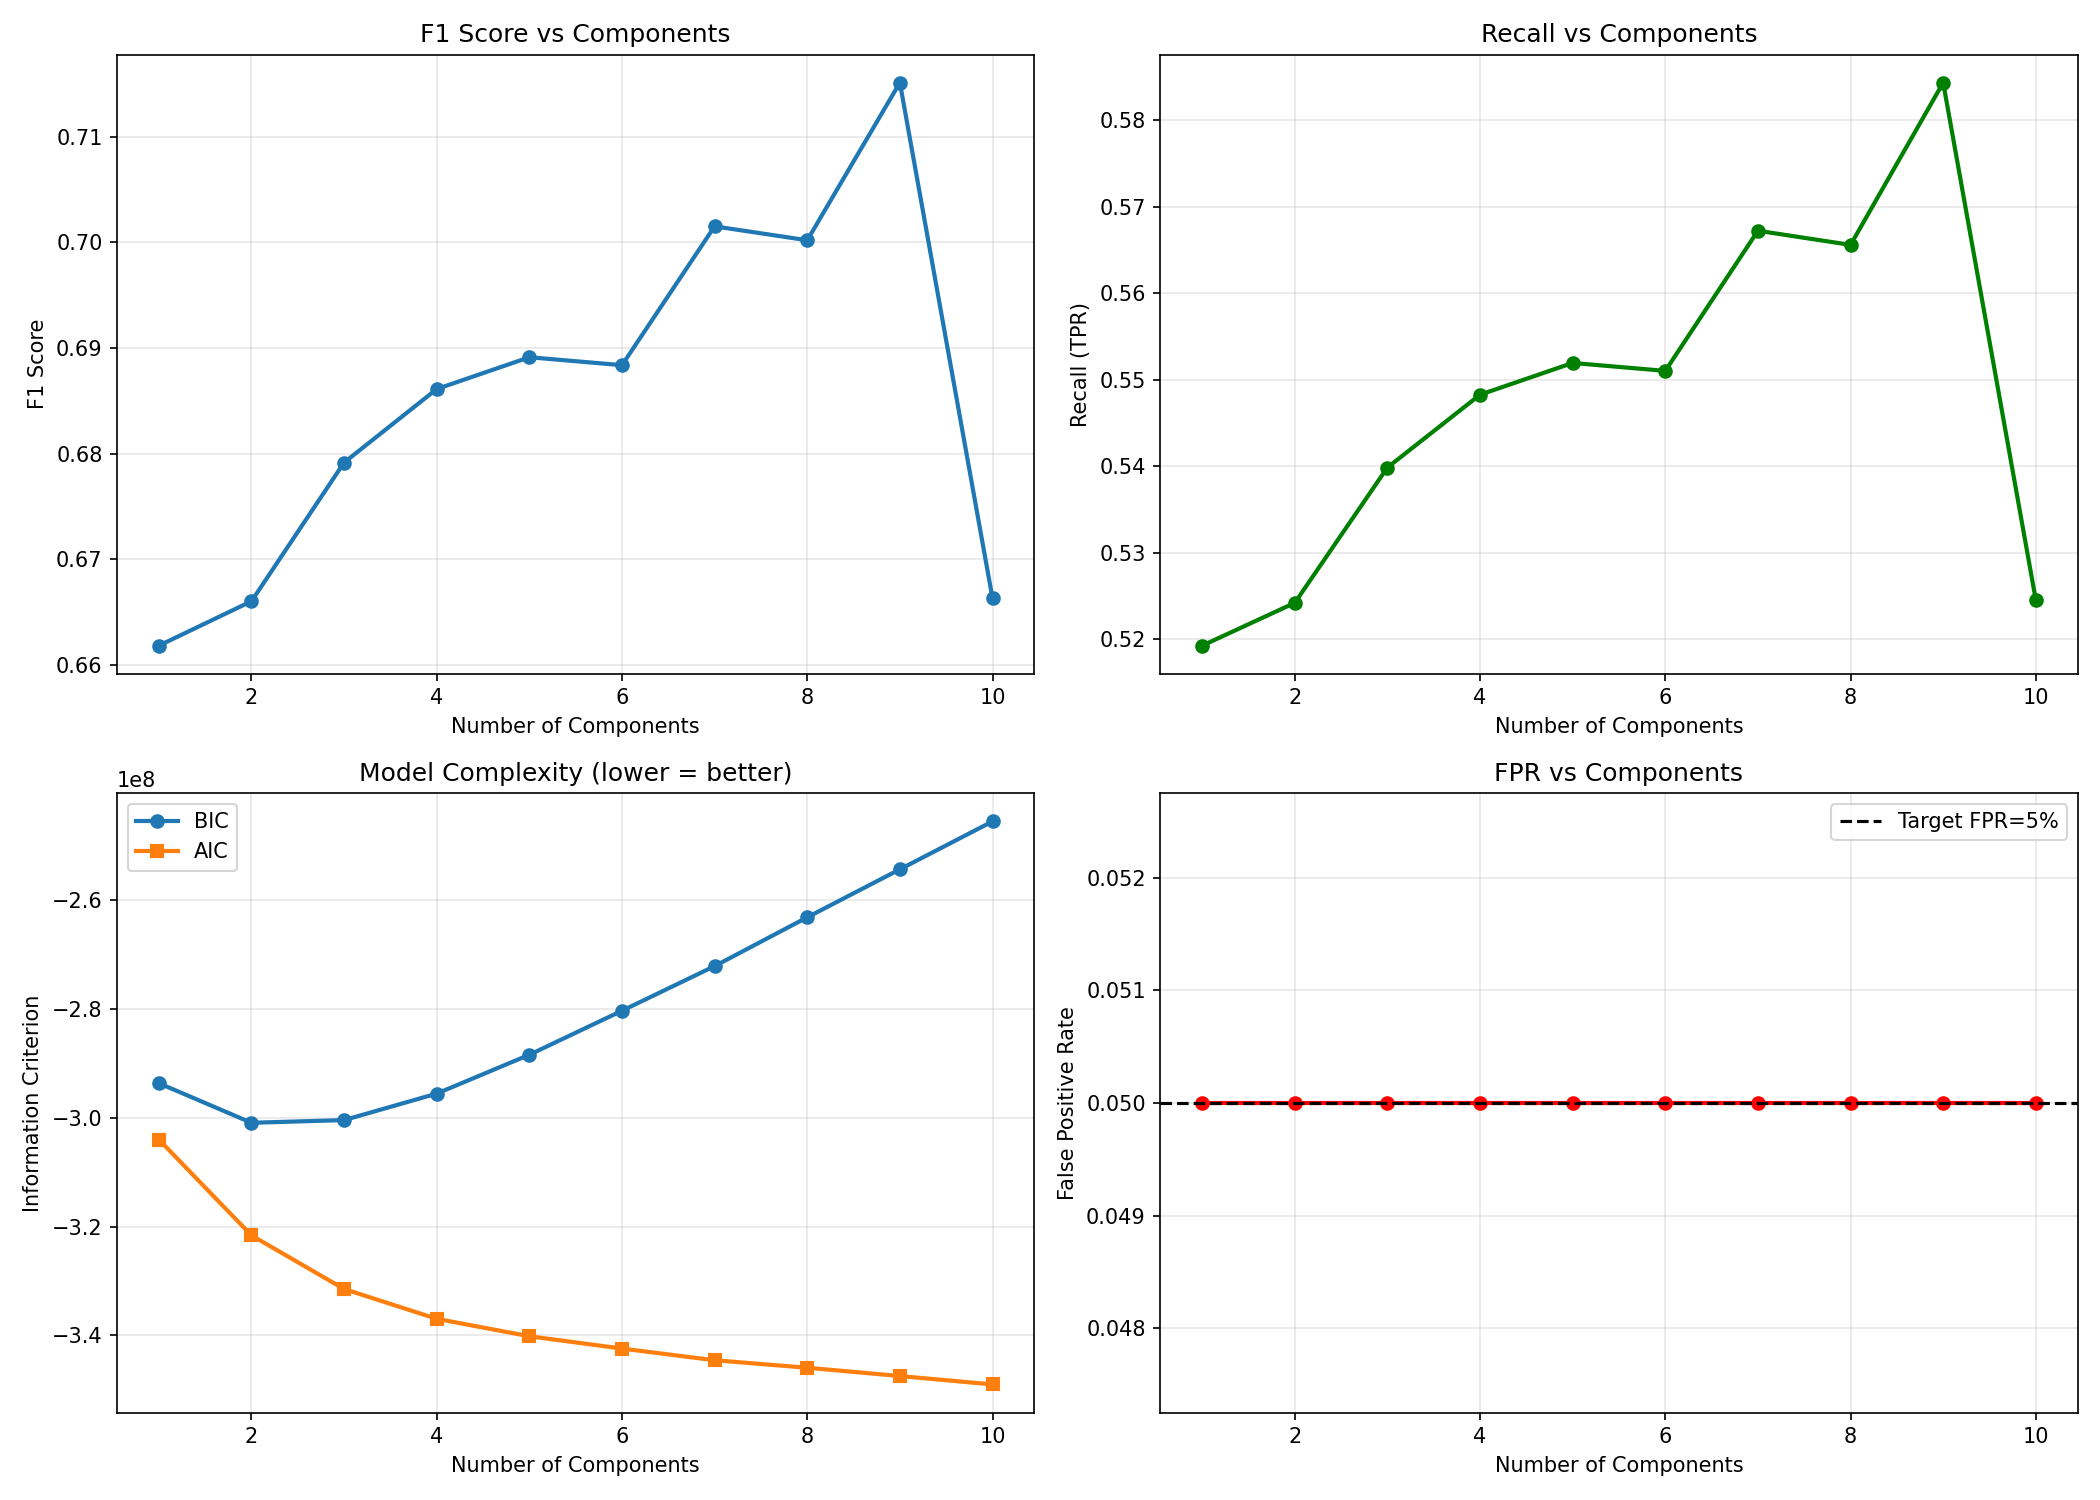 F1 Score vs Components
F1 Score
0.71
0.70
0.69
0.68
0.67
0.66
2 4 6 8 10
Number of Components
Recall vs Components
Recall (TPR)
0.58
0.57
0.56
0.55
0.54
0.53
0.52
2 4 6 8 10
Number of Components
Model Complexity (lower = better)
1e8
BIC
AIC
Information Criterion
−2.6
−2.8
−3.0
−3.2
−3.4
2 4 6 8 10
Number of Components
FPR vs Components
Target FPR=5%
False Positive Rate
0.052
0.051
0.050
0.049
0.048
2 4 6 8 10
Number of Components